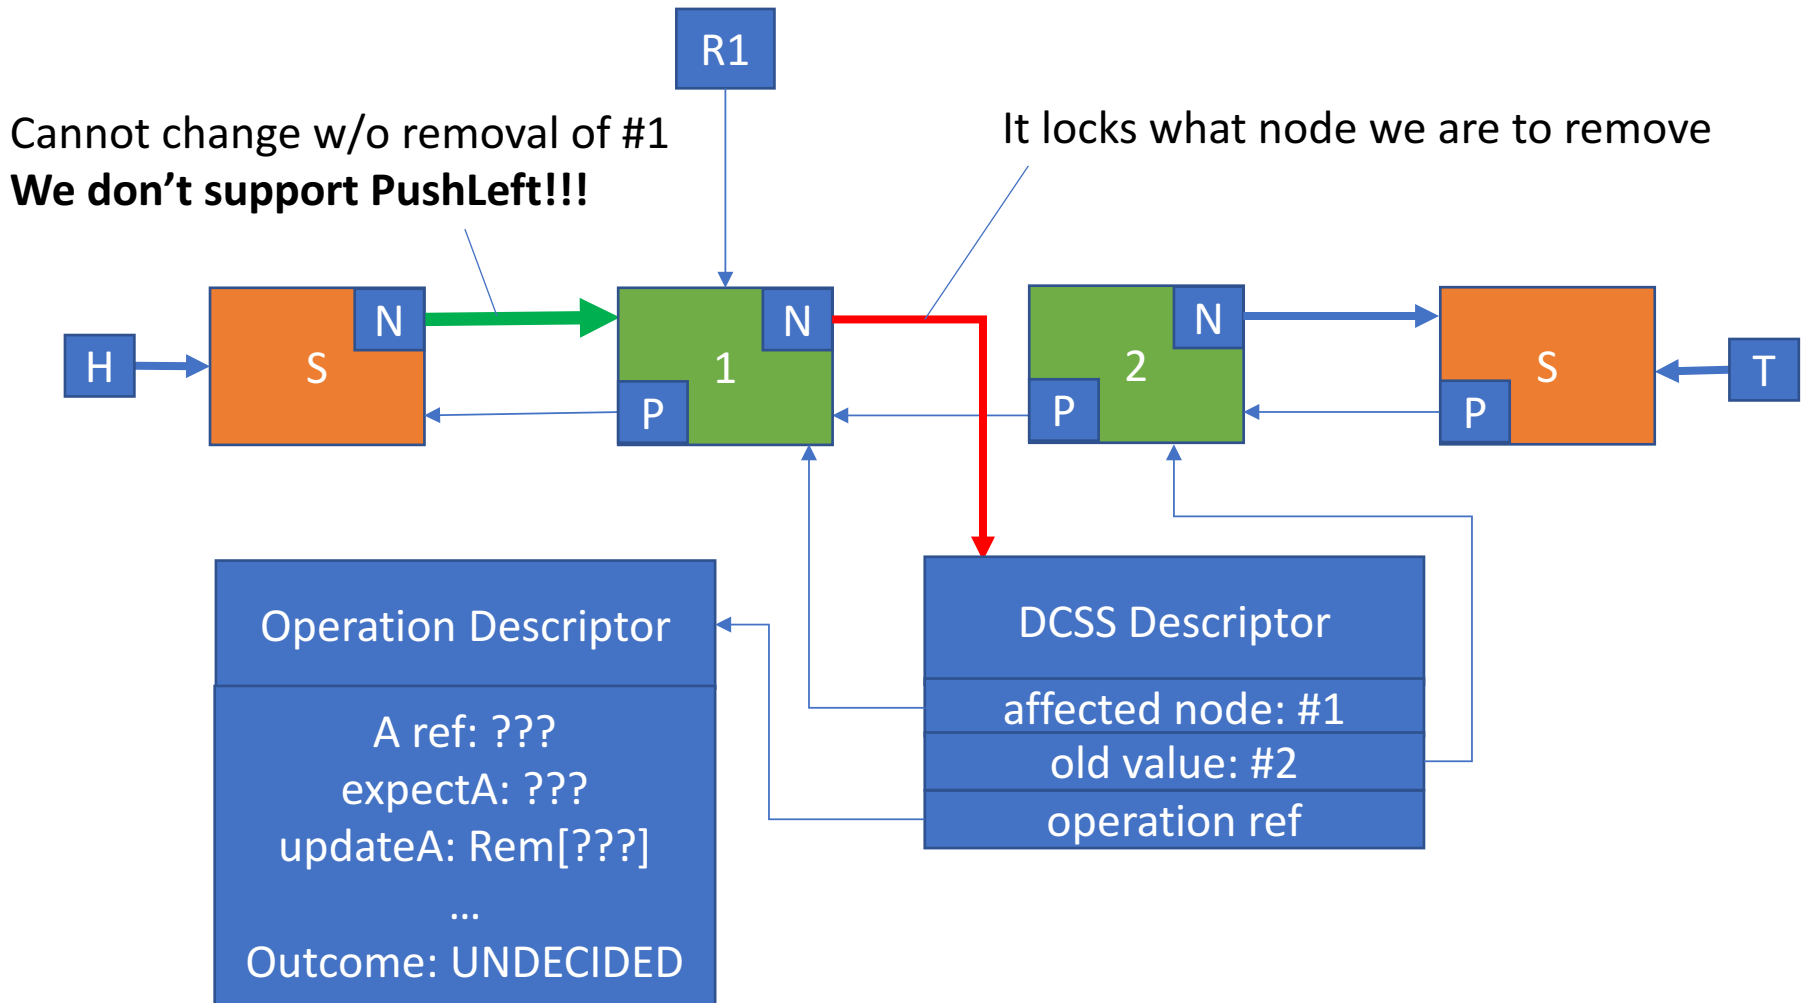 R1
Cannot change w/o removal of #1
We don't support PushLeft!!!
It locks what node we are to remove
H
S
N
1
N
P
2
N
P
S
P
T
Operation Descriptor
A ref: ???
expectA: ???
updateA: Rem[???]
…
Outcome: UNDECIDED
DCSS Descriptor
affected node: #1
old value: #2
operation ref